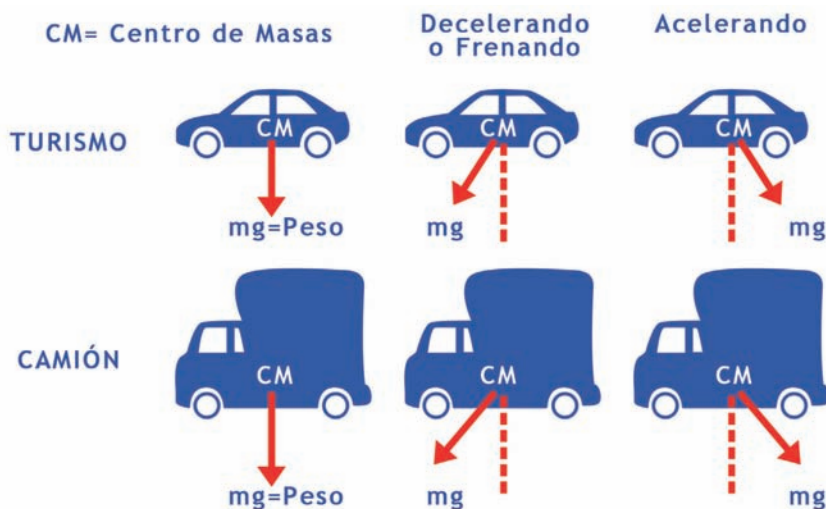 CM= Centro de Masas
Decelerando
o Frenando
Acelerando
TURISMO
CM
CM
CM
mg=Peso
mg
mg
CAMIÓN
CM
CM
CM
mg=Peso
mg
mg